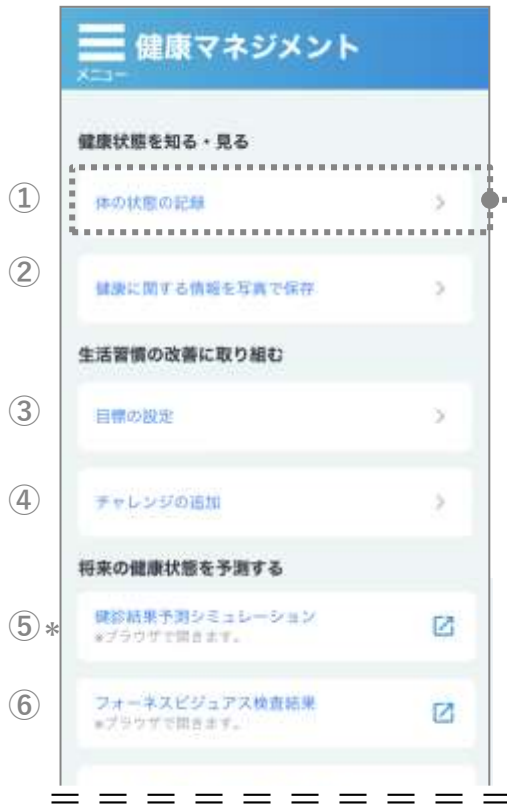 健康マネジメント
メニュー
健康状態を知る・見る
① 体の状態の記録
② 健康に関する情報を写真で保存
生活習慣の改善に取り組む
③ 目標の設定
④ チャレンジの追加
将来の健康状態を予測する
⑤* 健診結果予測シミュレーション
※ブラウザで開きます。
⑥ フォーネスビジュアス検査結果
※ブラウザで開きます。